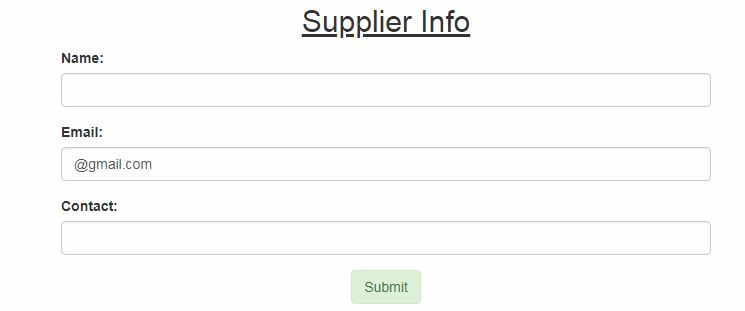 Supplier Info
Name:
Email:
@gmail.com
Contact:
Submit